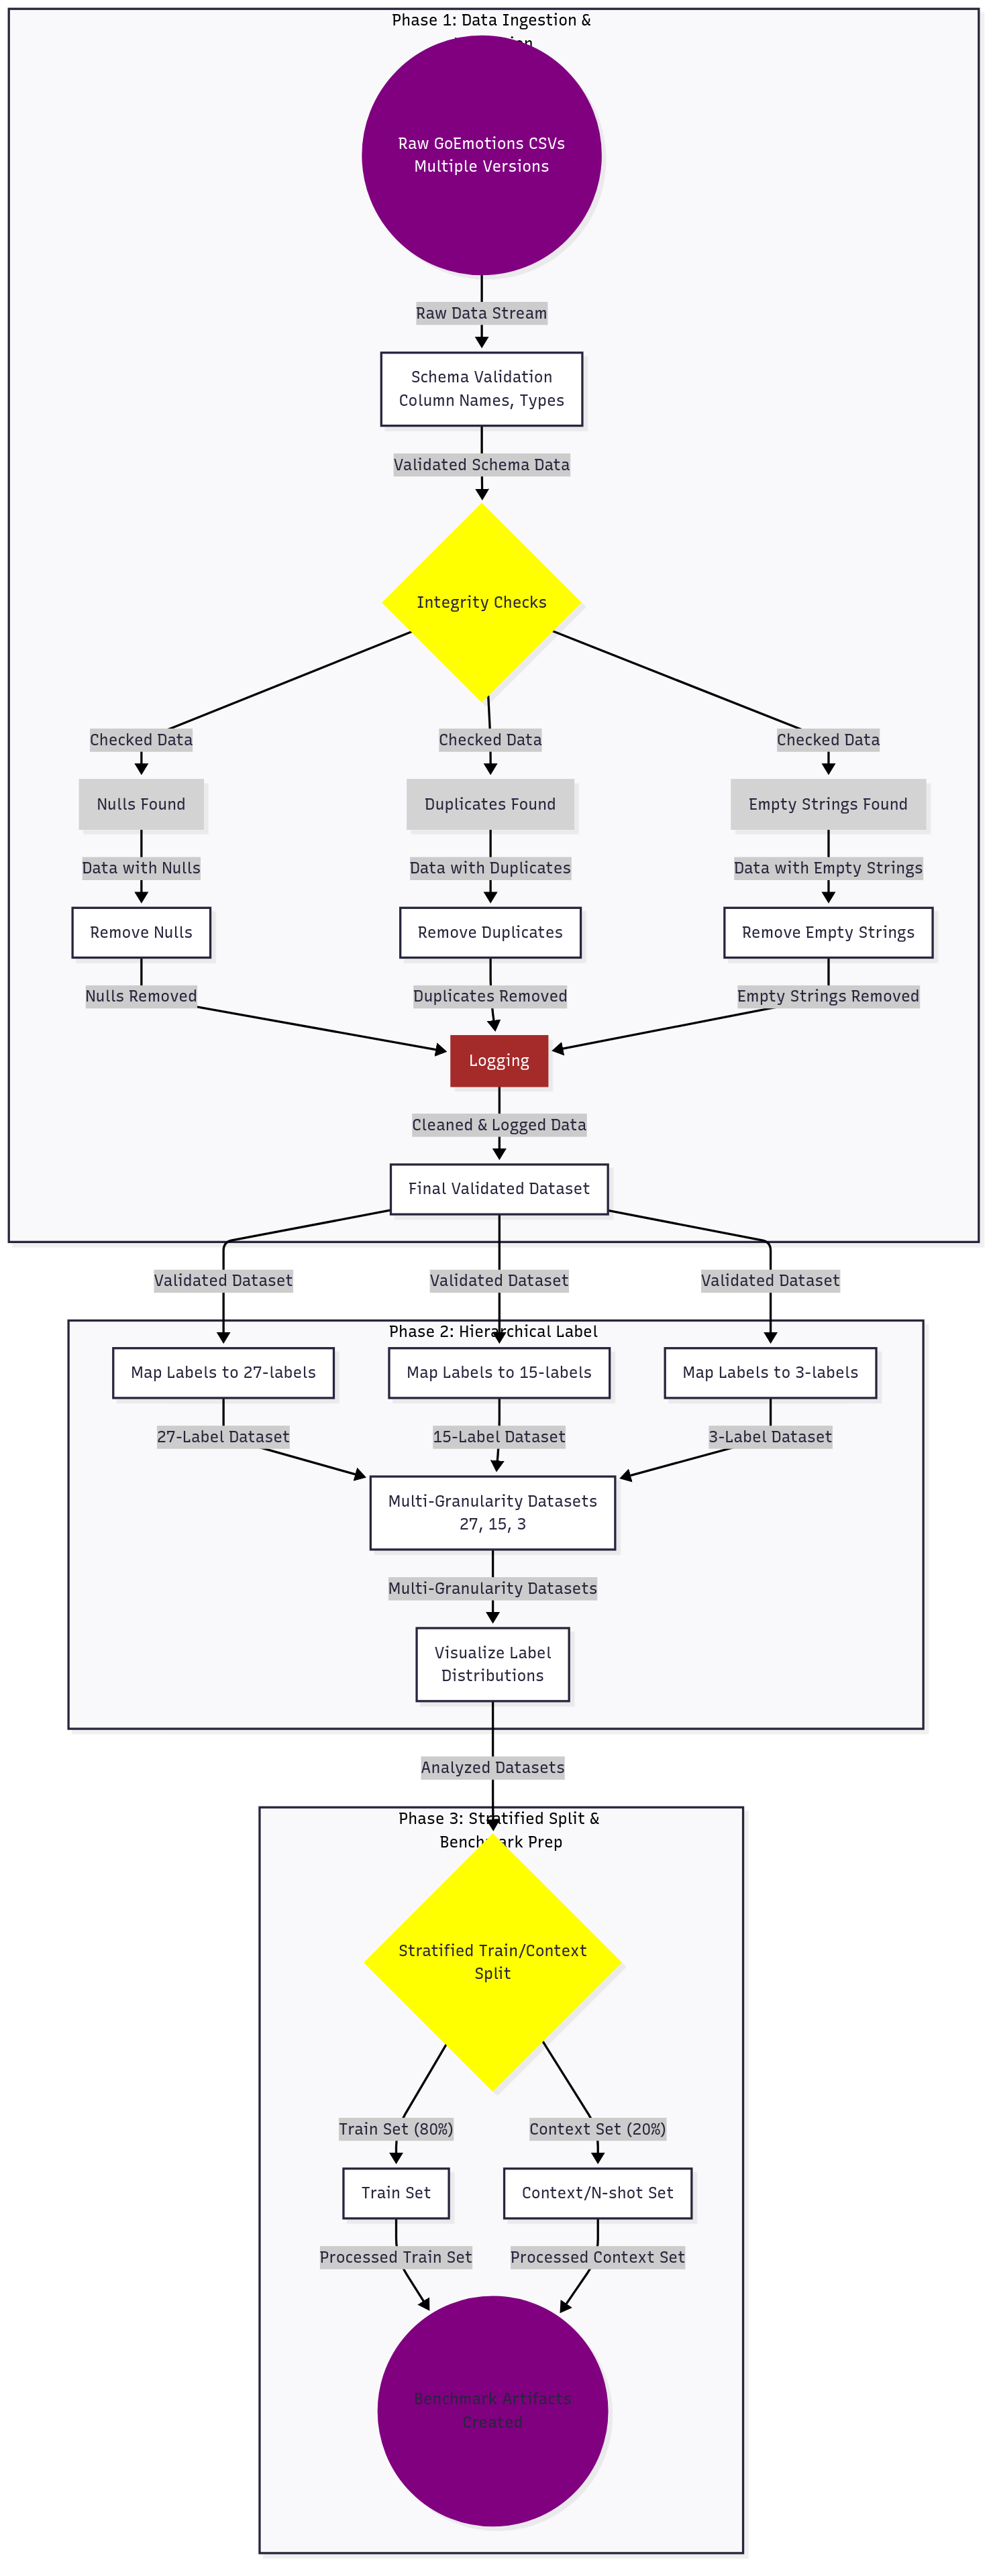 Phase 1: Data Ingestion &
Raw GoEmotions CSVs
Multiple Versions
Raw Data Stream
Schema Validation
Column Names, Types
Validated Schema Data
Integrity Checks
Checked Data
Checked Data
Checked Data
Nulls Found
Duplicates Found
Empty Strings Found
Data with Nulls
Data with Duplicates
Data with Empty Strings
Remove Nulls
Remove Duplicates
Remove Empty Strings
Nulls Removed
Duplicates Removed
Empty Strings Removed
Logging
Cleaned & Logged Data
Final Validated Dataset
Validated Dataset
Validated Dataset
Validated Dataset
Phase 2: Hierarchical Label
Map Labels to 27-labels
Map Labels to 15-labels
Map Labels to 3-labels
27-Label Dataset
15-Label Dataset
3-Label Dataset
Multi-Granularity Datasets
27, 15, 3
Multi-Granularity Datasets
Visualize Label
Distributions
Analyzed Datasets
Phase 3: Stratified Split &
Benchmark Prep
Stratified Train/Context
Split
Train Set (80%)
Context Set (20%)
Train Set
Context/N-shot Set
Processed Train Set
Processed Context Set
Benchmark Artifacts
Created